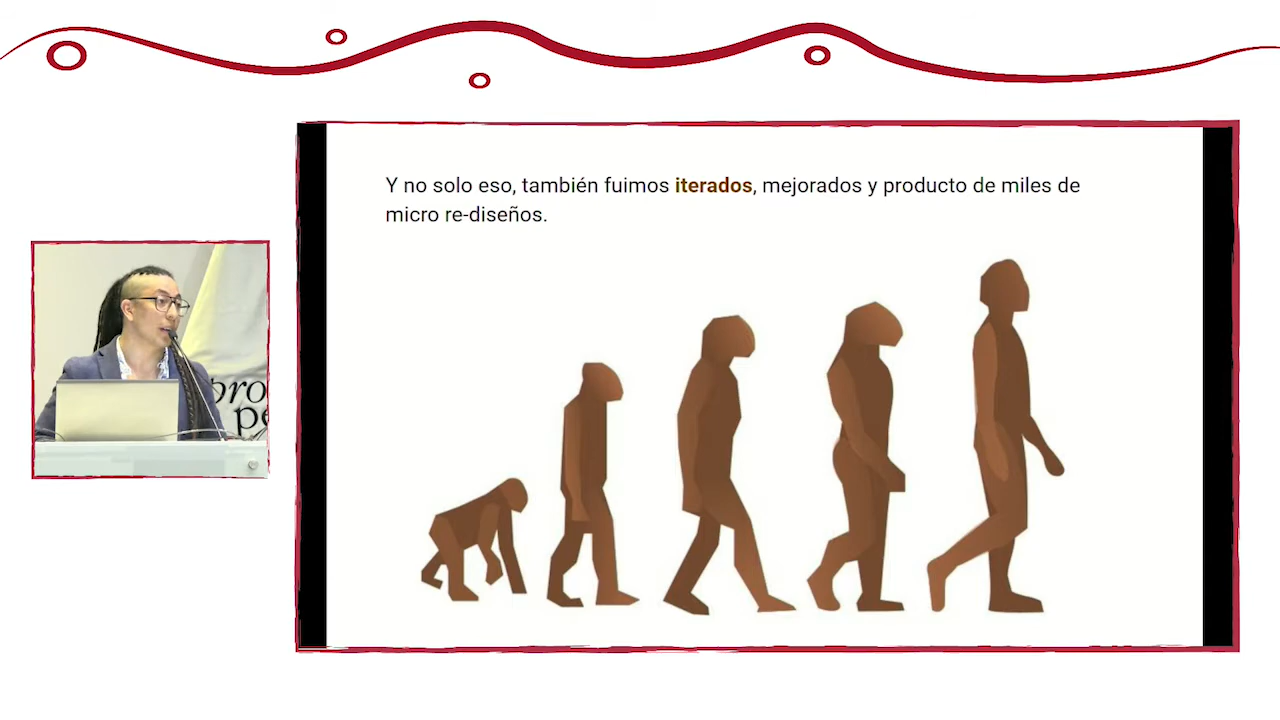 Y no solo eso, también fuimos iterados, mejorados y producto de miles de
micro re-diseños.